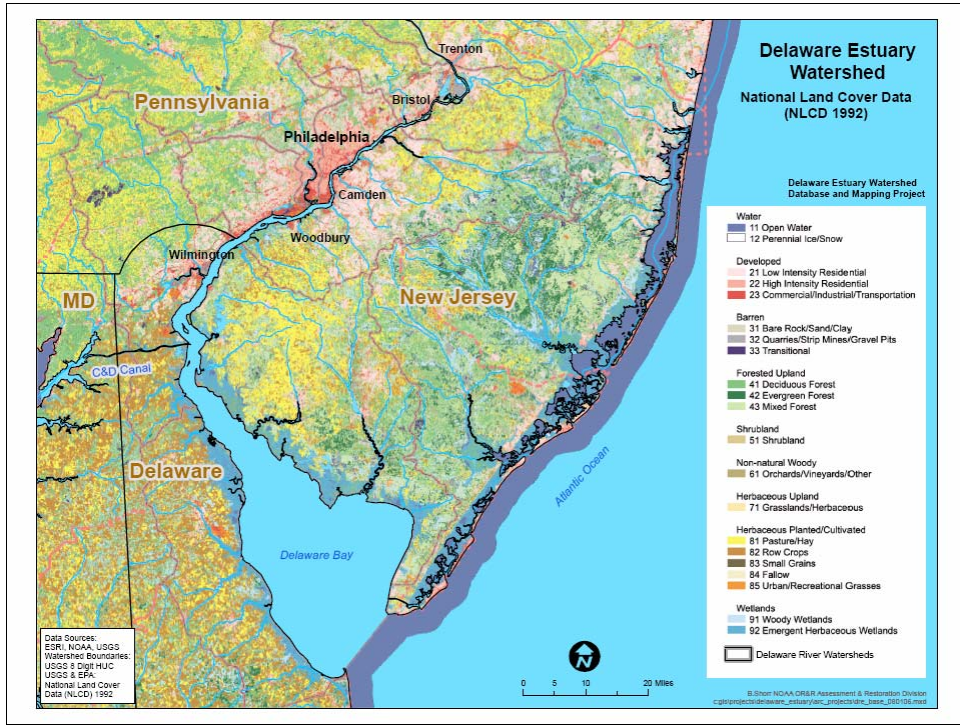 Delaware Estuary
Watershed
National Land Cover Data
(NLCD 1992)
Delaware Estuary Watershed
Database and Mapping Project
Trenton
Pennsylvania
Bristol
Philadelphia
Camden
Woodbury
Wilmington
MD
New Jersey
C&D Canal
Delaware
Atlantic Ocean
Delaware Bay
Water
11 Open Water
12 Perennial Ice/Snow
Developed
21 Low Intensity Residential
22 High Intensity Residential
23 Commercial/Industrial/Transportation
Barren
31 Bare Rock/Sand/Clay
32 Quarries/Strip Mines/Gravel Pits
33 Transitional
Forested Upland
41 Deciduous Forest
42 Evergreen Forest
43 Mixed Forest
Shrubland
51 Shrubland
Non-natural Woody
61 Orchards/Vineyards/Other
Herbaceous Upland
71 Grasslands/Herbaceous
Herbaceous Planted/Cultivated
81 Pasture/Hay
82 Row Crops
83 Small Grains
84 Fallow
85 Urban/Recreational Grasses
Wetlands
91 Woody Wetlands
92 Emergent Herbaceous Wetlands
Delaware River Watersheds
Data Sources:
ESRI, NOAA, USGS
Watershed Boundaries:
USGS 8 Digit HUC
USGS & EPA:
National Land Cover
Data (NLCD) 1992
N
0 5 10 20 Miles
B.Shorr NOAA OR&R Assessment & Restoration Division
c:gis\projects\delaware_estuary\arc_projects\dre_base_080106.mxd